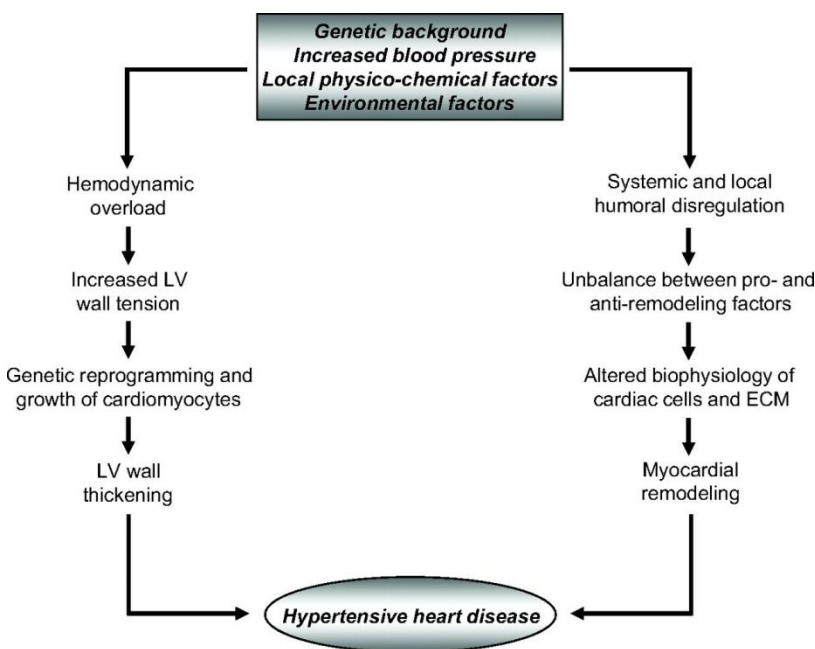 Genetic background
Increased blood pressure
Local physico-chemical factors
Environmental factors
Hemodynamic
overload
Increased LV
wall tension
Genetic reprogramming and
growth of cardiomyocytes
LV wall
thickening
Systemic and local
humoral disregulation
Unbalance between pro- and
anti-remodeling factors
Altered biophysiology of
cardiac cells and ECM
Myocardial
remodeling
Hypertensive heart disease